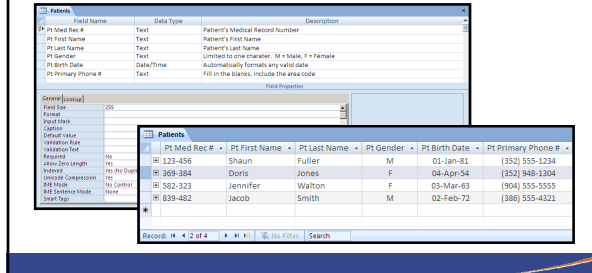 Patients
Field Name Data Type Description
Pt Med Rec # Text Patient's Medical Record Number
Pt First Name Text Patient's First Name
Pt Last Name Text Patient's Last Name
Pt Gender Text Limited to one charater. M = Male, F = Female
Pt Birth Date Date/Time Automatically formats any valid date
Pt Primary Phone # Text Fill in the blanks, include the area code
Field Properties
General Lookup
Field Size 255
Format
Input Mask
Caption
Default Value
Validation Rule
Validation Text
Required No
Allow Zero Length Yes
Indexed Yes (No Dupli
Unicode Compression Yes
IME Mode No Control
IME Sentence Mode None
Smart Tags
Patients
Pt Med Rec # Pt First Name Pt Last Name Pt Gender Pt Birth Date Pt Primary Phone #
123-456 Shaun Fuller M 01-Jan-81 (352) 555-1234
369-384 Doris Jones F 04-Apr-54 (352) 948-1304
582-323 Jennifer Walton F 03-Mar-63 (904) 555-5555
839-482 Jacob Smith M 02-Feb-72 (386) 555-4321
Record: 2 of 4 No Filter Search